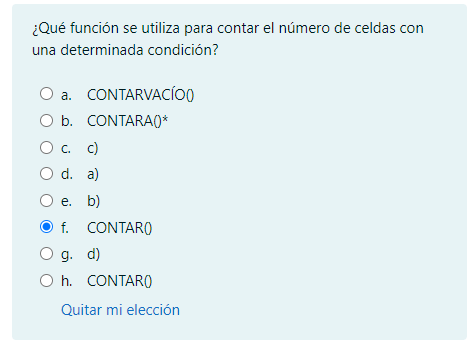 ¿Qué función se utiliza para contar el número de celdas con
una determinada condición?
a. CONTARVACÍO()
b. CONTARA()*
c. c)
d. a)
e. b)
f. CONTAR()
g. d)
h. CONTAR()
Quitar mi elección